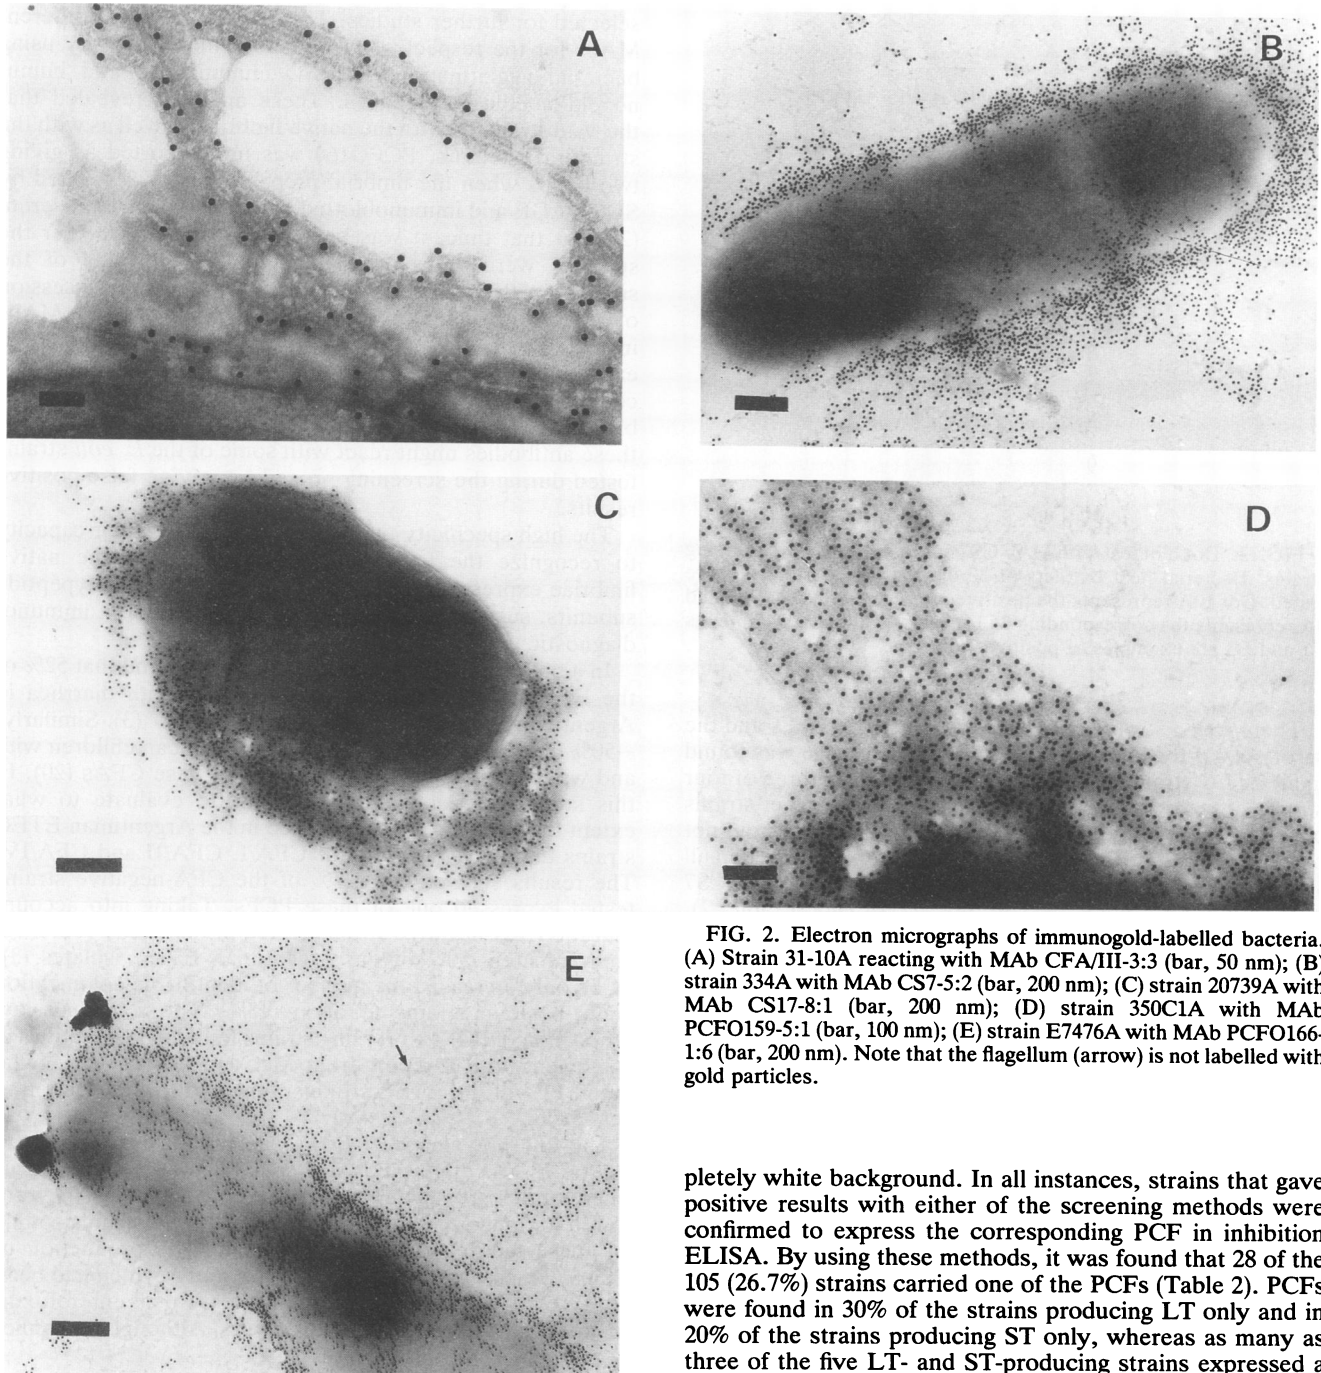 A
B
C
D
E
FIG. 2. Electron micrographs of immunogold-labelled bacteria.
(A) Strain 31-10A reacting with MAb CFA/III-3:3 (bar, 50 nm); (B)
strain 334A with MAb CS7-5:2 (bar, 200 nm); (C) strain 20739A with
MAb CS17-8:1 (bar, 200 nm); (D) strain 350C1A with MAb
PCFO159-5:1 (bar, 100 nm); (E) strain E7476A with MAb PCFO166-
1:6 (bar, 200 nm). Note that the flagellum (arrow) is not labelled with
gold particles.
pletely white background. In all instances, strains that gave
positive results with either of the screening methods were
confirmed to express the corresponding PCF in inhibition
ELISA. By using these methods, it was found that 28 of the
105 (26.7%) strains carried one of the PCFs (Table 2). PCFs
were found in 30% of the strains producing LT only and in
20% of the strains producing ST only, whereas as many as
three of the five LT- and ST-producing strains expressed a